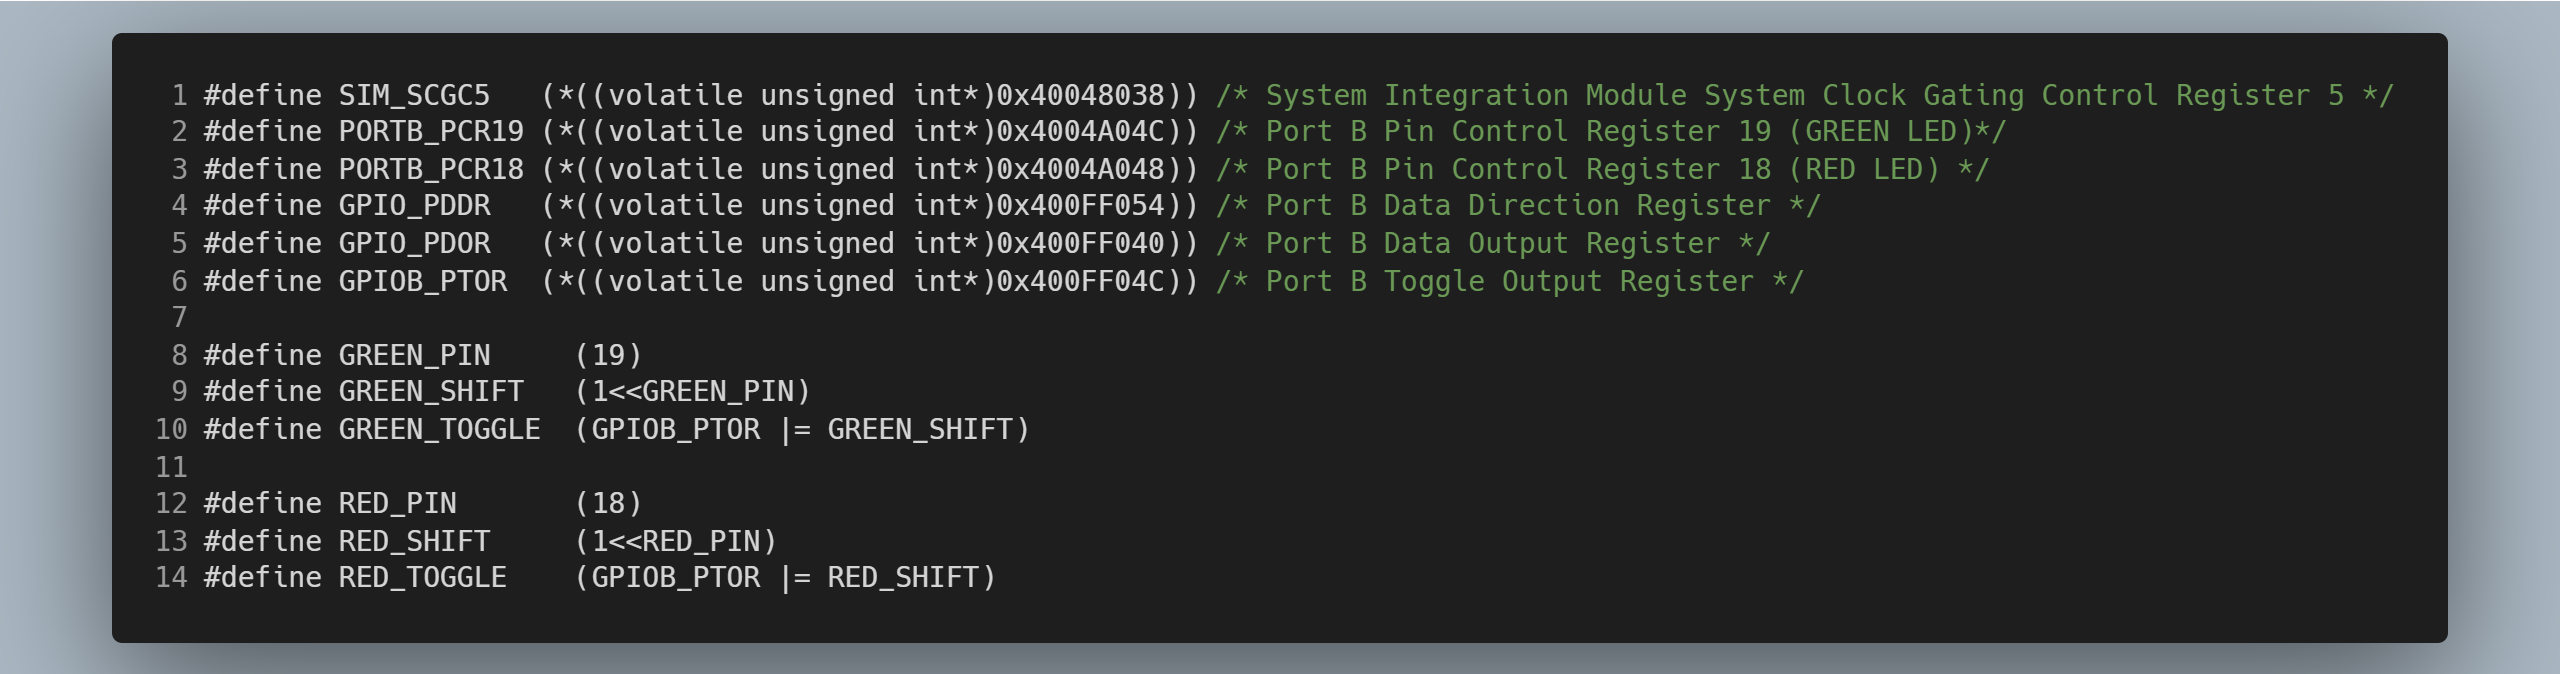 1 #define SIM_SCGC5   (*((volatile unsigned int*)0x40048038)) /* System Integration Module System Clock Gating Control Register 5 */
2 #define PORTB_PCR19 (*((volatile unsigned int*)0x4004A04C)) /* Port B Pin Control Register 19 (GREEN LED)*/
3 #define PORTB_PCR18 (*((volatile unsigned int*)0x4004A048)) /* Port B Pin Control Register 18 (RED LED) */
4 #define GPIO_PDDR   (*((volatile unsigned int*)0x400FF054)) /* Port B Data Direction Register */
5 #define GPIO_PDOR   (*((volatile unsigned int*)0x400FF040)) /* Port B Data Output Register */
6 #define GPIOB_PTOR  (*((volatile unsigned int*)0x400FF04C)) /* Port B Toggle Output Register */
7
8 #define GREEN_PIN     (19)
9 #define GREEN_SHIFT   (1<<GREEN_PIN)
10 #define GREEN_TOGGLE  (GPIOB_PTOR |= GREEN_SHIFT)
11
12 #define RED_PIN       (18)
13 #define RED_SHIFT     (1<<RED_PIN)
14 #define RED_TOGGLE    (GPIOB_PTOR |= RED_SHIFT)